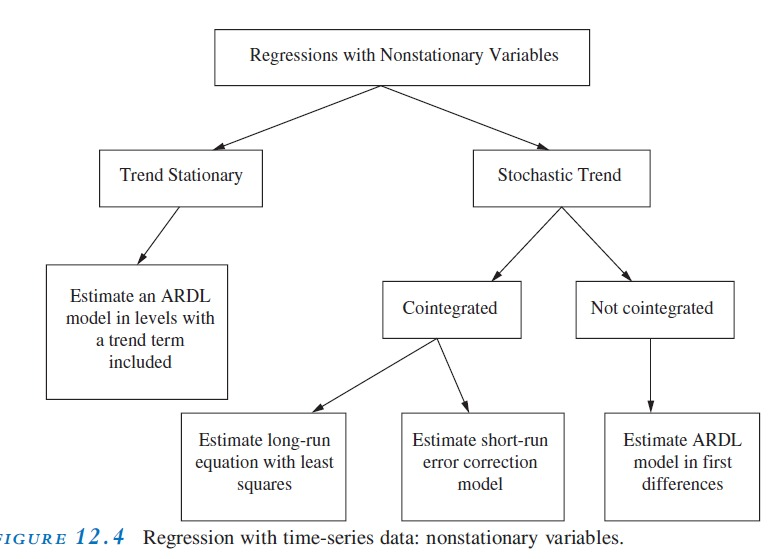 Regressions with Nonstationary Variables
Trend Stationary
Stochastic Trend
Estimate an ARDL
model in levels with
a trend term
included
Cointegrated
Not cointegrated
Estimate long-run
equation with least
squares
Estimate short-run
error correction
model
Estimate ARDL
model in first
differences
FIGURE 12.4 Regression with time-series data: nonstationary variables.